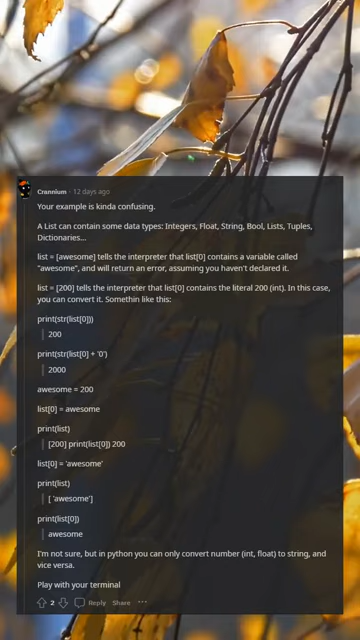 Crannium · 12 days ago
Your example is kinda confusing.
A List can contain some data types: Integers, Float, String, Bool, Lists, Tuples,
Dictionaries...
list = [awesome] tells the interpreter that list[0] contains a variable called
"awesome", and will return an error, assuming you haven't declared it.
list = [200] tells the interpreter that list[0] contains the literal 200 (int). In this case,
you can convert it. Somethin like this:
print(str(list[0]))
200
print(str(list[0] + '0')
2000
awesome = 200
list[0] = awesome
print(list)
[200] print(list[0]) 200
list[0] = 'awesome'
print(list)
[ 'awesome']
print(list[0])
awesome
I'm not sure, but in python you can only convert number (int, float) to string, and
vice versa.
Play with your terminal
2 Reply Share ···